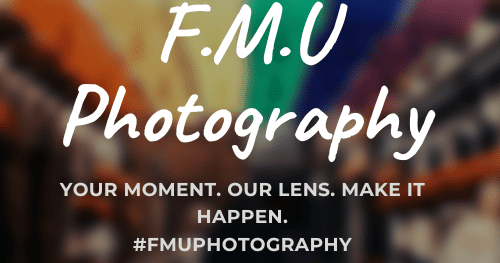 F.M.U
Photography
YOUR MOMENT. OUR LENS. MAKE IT
HAPPEN.
#FMUPHOTOGRAPHY